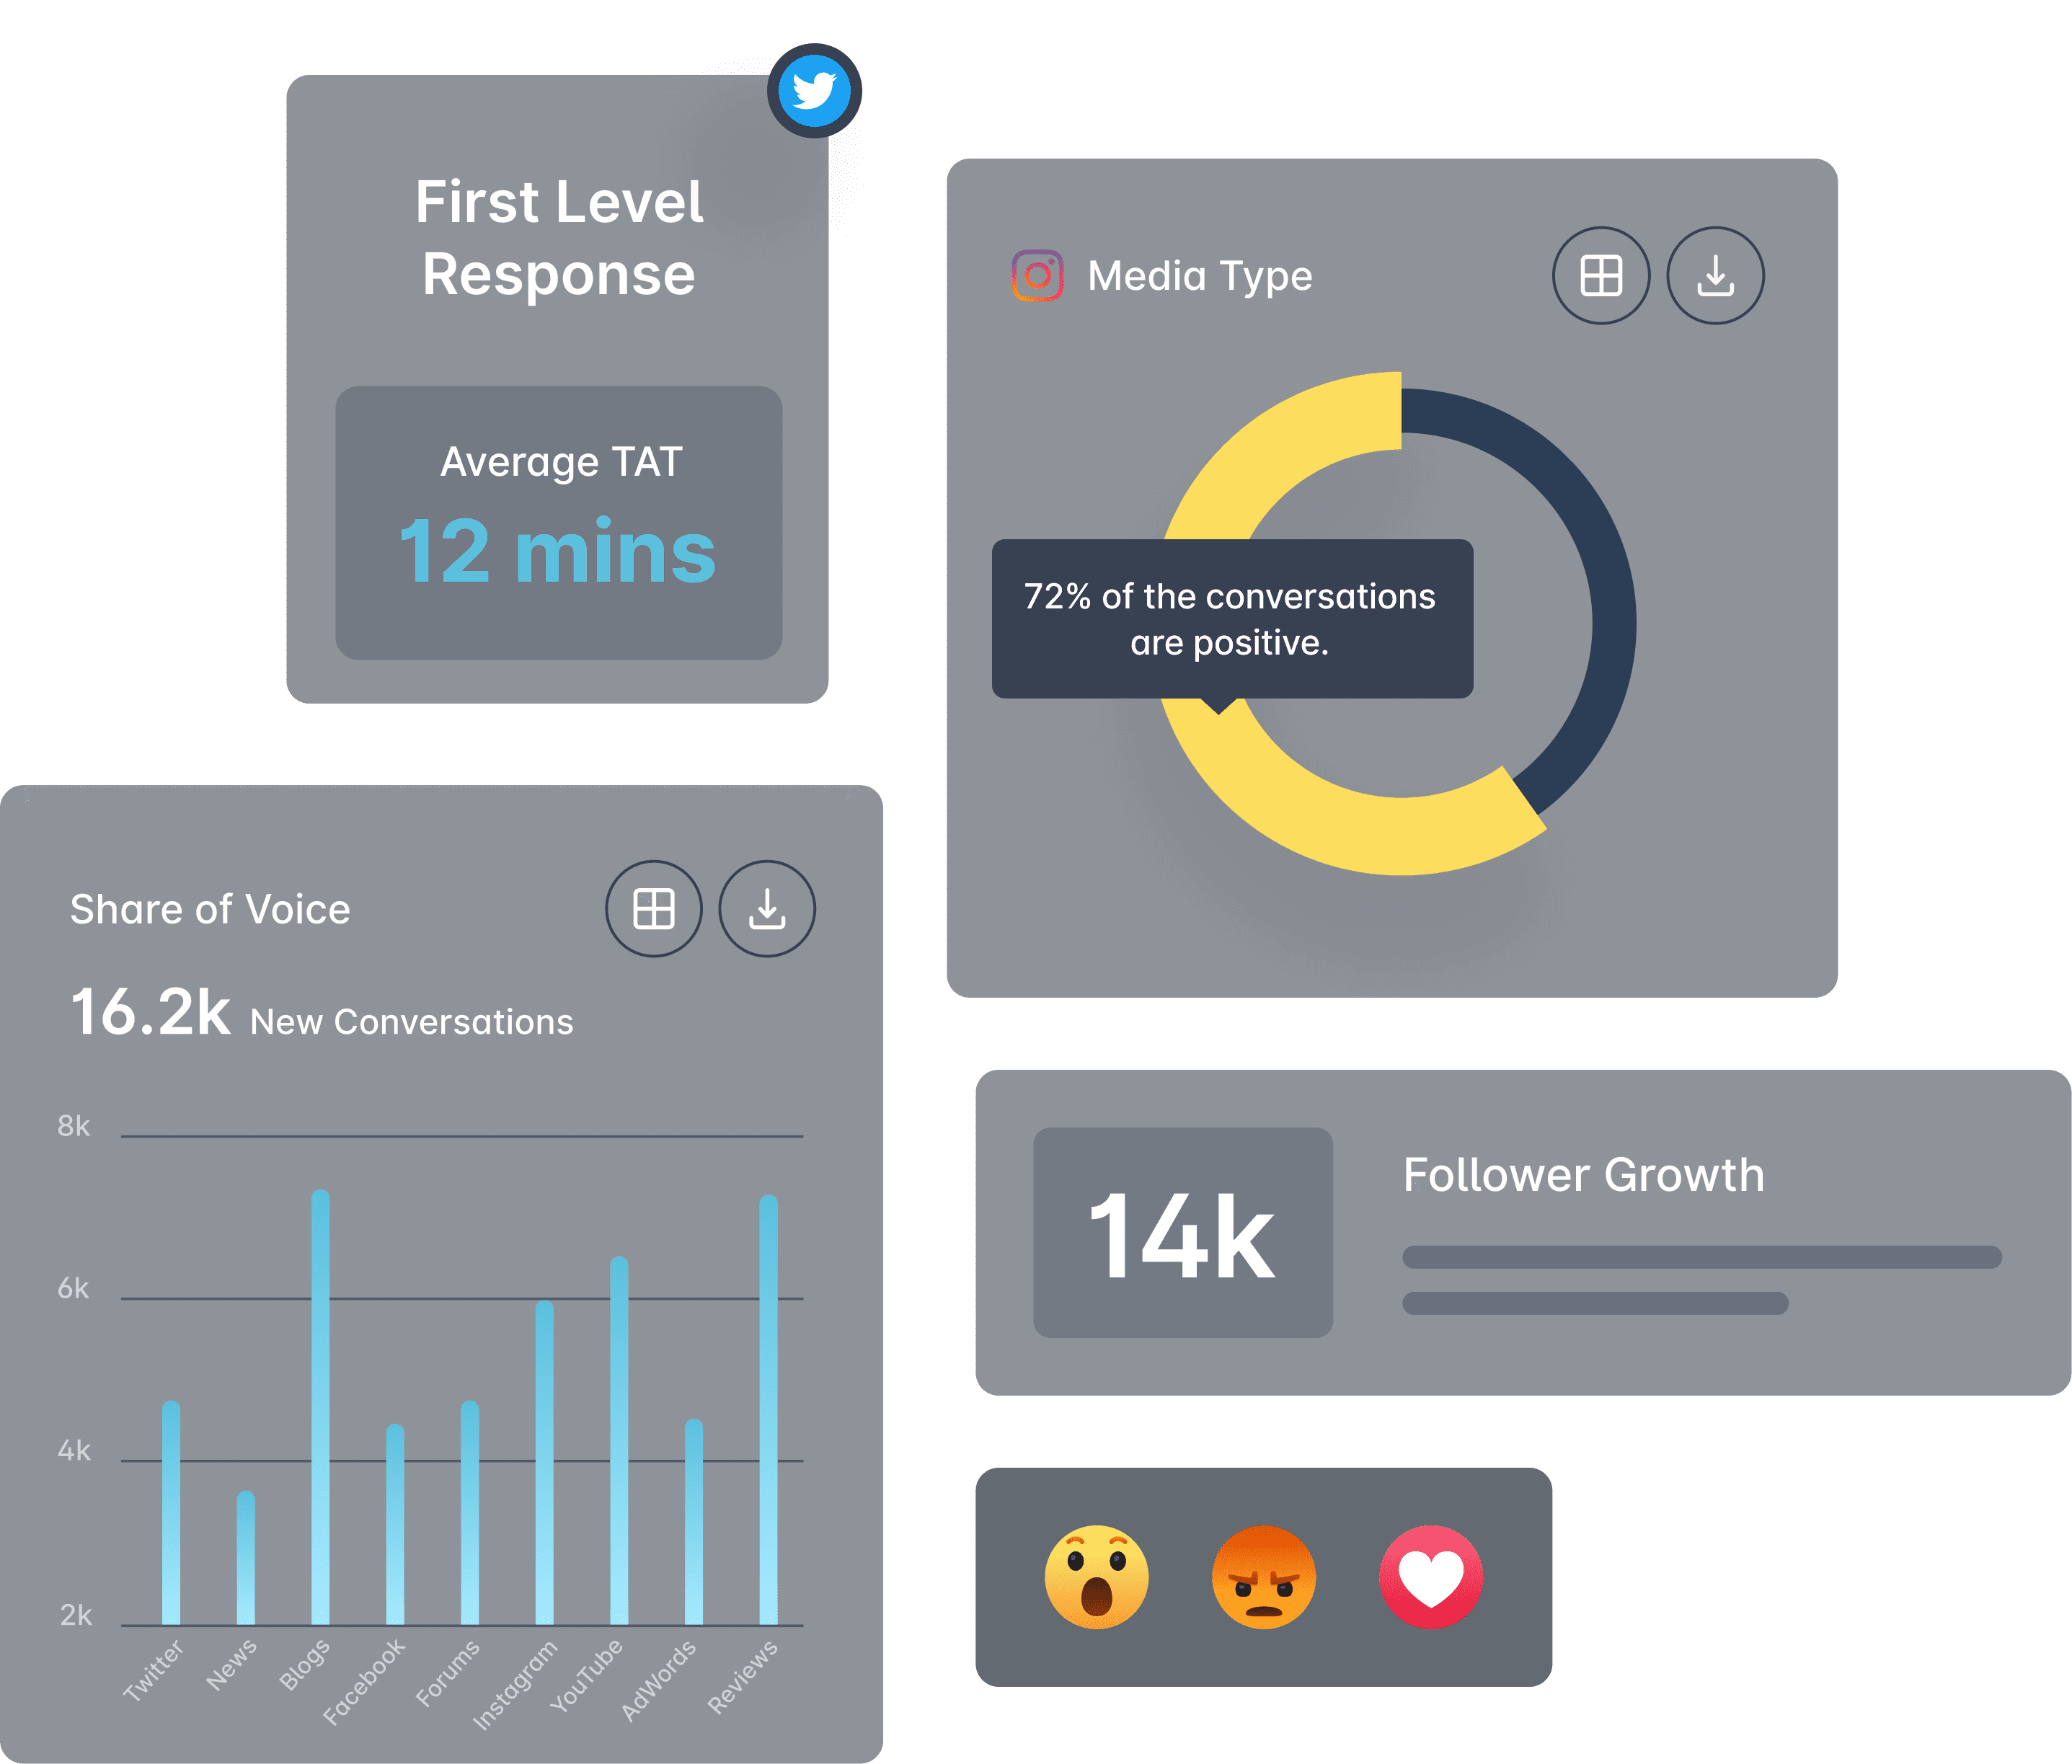 First Level
Response
Average TAT
12 mins
Media Type
72% of the conversations
are positive.
Share of Voice
16.2k New Conversations
8k
6k
4k
2k
Twitter
News
Blogs
Facebook
Forums
Instagram
YouTube
AdWords
Reviews
14k
Follower Growth